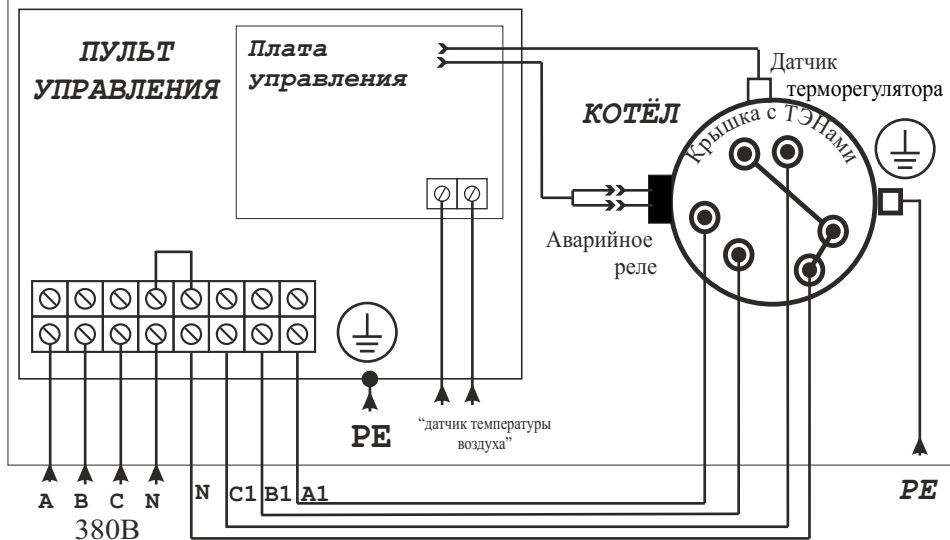 ПУЛЬТ
УПРАВЛЕНИЯ
Плата
управления
Датчик
терморегулятора
КОТЁЛ
Крышка с ТЭНами
Аварийное
реле
"датчик температуры
воздуха"
PE
A B C N
N C1 B1 A1
PE
380В